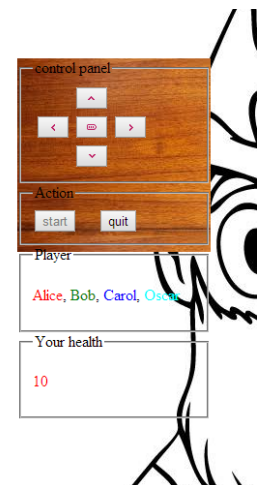 control panel
Action
start quit
Player
Alice, Bob, Carol, Oscar
Your health
10